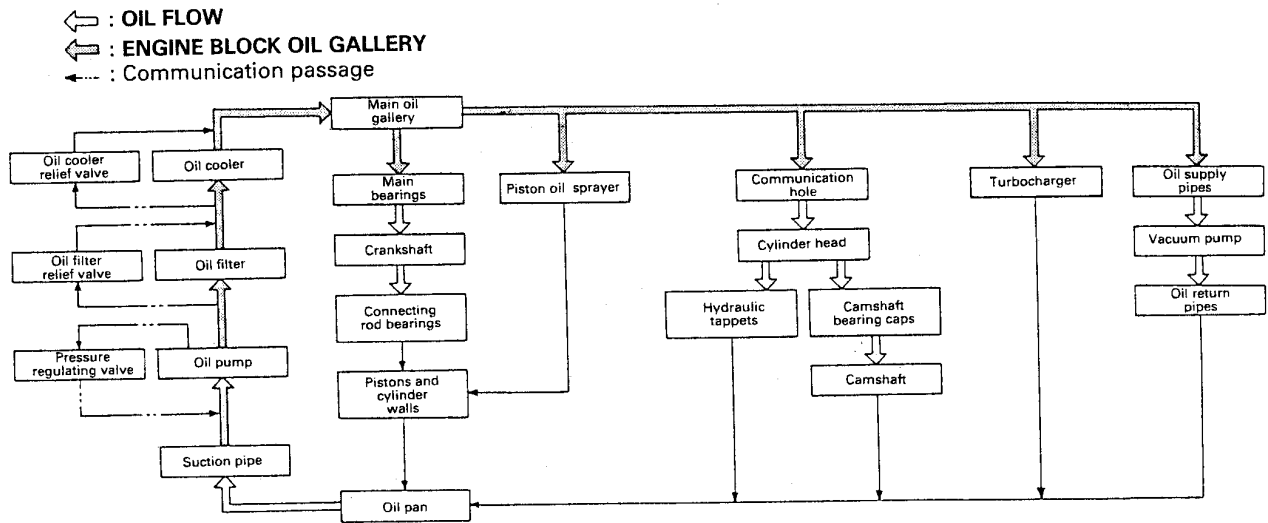 : OIL FLOW
: ENGINE BLOCK OIL GALLERY
: Communication passage
Main oil
gallery
Oil cooler
relief valve
Oil cooler
Main
bearings
Piston oil sprayer
Communication
hole
Turbocharger
Oil supply
pipes
Oil filter
relief valve
Oil filter
Crankshaft
Cylinder head
Vacuum pump
Connecting
rod bearings
Hydraulic
tappets
Camshaft
bearing caps
Oil return
pipes
Pressure
regulating valve
Oil pump
Pistons and
cylinder
walls
Camshaft
Suction pipe
Oil pan